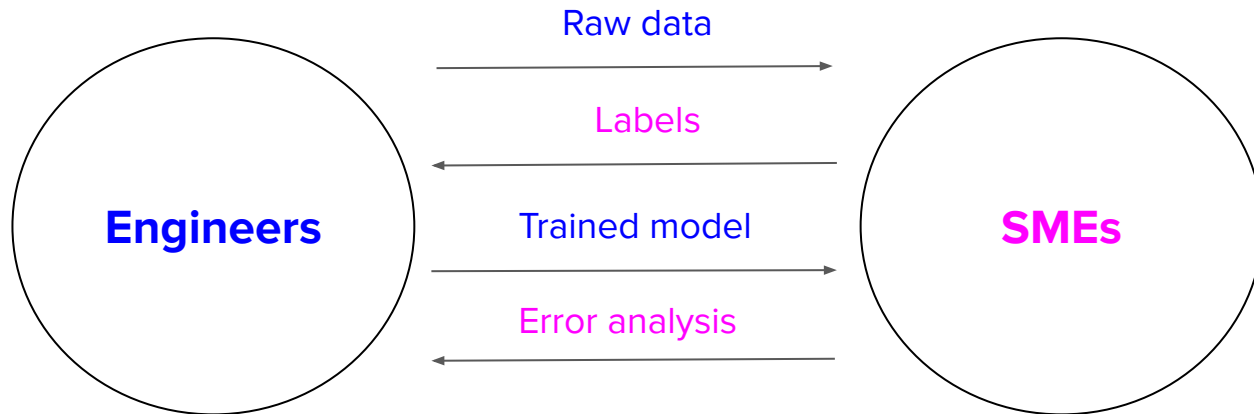 Raw data
Labels
Engineers
Trained model
SMEs
Error analysis